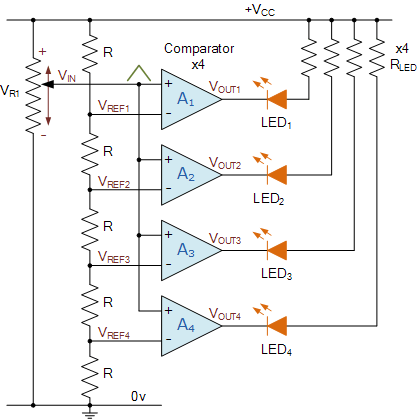 +VCC
Comparator
x4
x4
RLED
R
+
VIN
VR1
-
+
A1
-
VOUT1
LED1
VREF1
R
+
A2
-
VOUT2
LED2
VREF2
R
+
A3
-
VOUT3
LED3
VREF3
R
+
A4
-
VOUT4
LED4
VREF4
R
0v